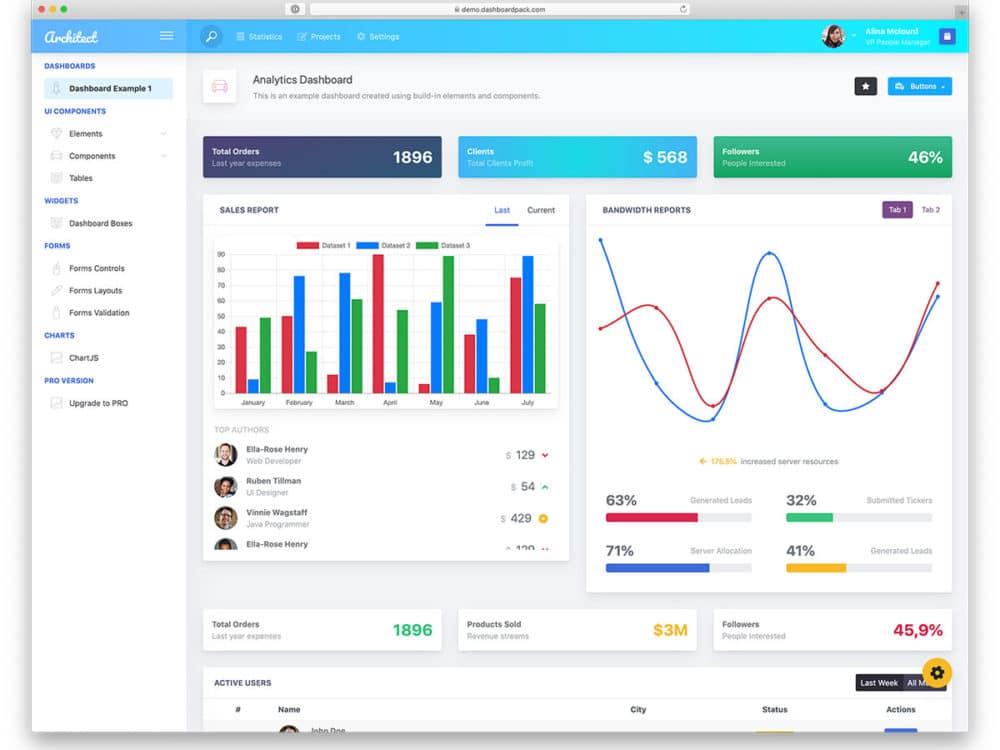 demo.dashboardpack.com
Architect
Statistics
Projects
Settings
Alina Mclourd
VP People Manager
DASHBOARDS
Dashboard Example 1
UI COMPONENTS
Elements
Components
Tables
WIDGETS
Dashboard Boxes
FORMS
Forms Controls
Forms Layouts
Forms Validation
CHARTS
ChartJS
PRO VERSION
Upgrade to PRO
Analytics Dashboard
This is an example dashboard created using build-in elements and components.
Buttons
Total Orders
Last year expenses
1896
Clients
Total Clients Profit
$ 568
Followers
People Interested
46%
SALES REPORT
Last
Current
Dataset 1
Dataset 2
Dataset 3
90
80
70
60
50
40
30
20
10
0
January
February
March
April
May
June
July
TOP AUTHORS
Ella-Rose Henry
Web Developer
$ 129
Ruben Tillman
UI Designer
$ 54
Vinnie Wagstaff
Java Programmer
$ 429
Ella-Rose Henry
129
BANDWIDTH REPORTS
Tab 1
Tab 2
175.5% increased server resources
63%
Generated Leads
32%
Submitted Tickers
71%
Server Allocation
41%
Generated Leads
Total Orders
Last year expenses
1896
Products Sold
Revenue streams
$3M
Followers
People Interested
45,9%
ACTIVE USERS
Last Week
All
# Name City Status Actions
John Doe